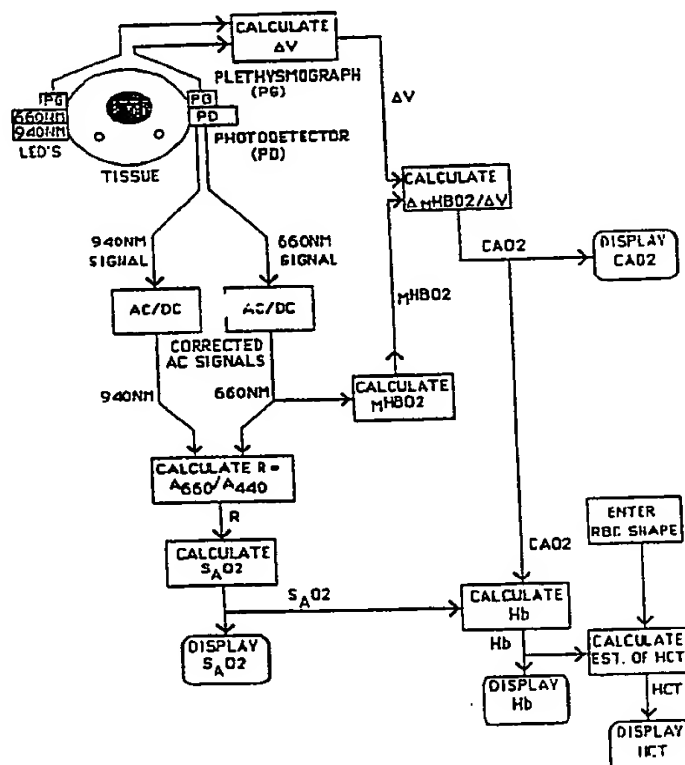 CALCULATE
ΔV
PLETHYSMOGRAPH
(PG)
PG
660NM
940NM
LED'S
TISSUE
PG
PD
PHOTODETECTOR
(PD)
ΔV
CALCULATE
ΔMHBO2/ΔV
CAO2
DISPLAY
CAO2
940NM
SIGNAL
660NM
SIGNAL
AC/DC
AC/DC
CORRECTED
AC SIGNALS
MHBO2
940NM
660NM
CALCULATE
MHBO2
CALCULATE R =
A660/A440
R
CALCULATE
SAO2
SAO2
DISPLAY
SAO2
CAO2
CALCULATE
Hb
Hb
DISPLAY
Hb
ENTER
RBC SHAPE
CALCULATE
EST. OF HCT
HCT
DISPLAY
HCT